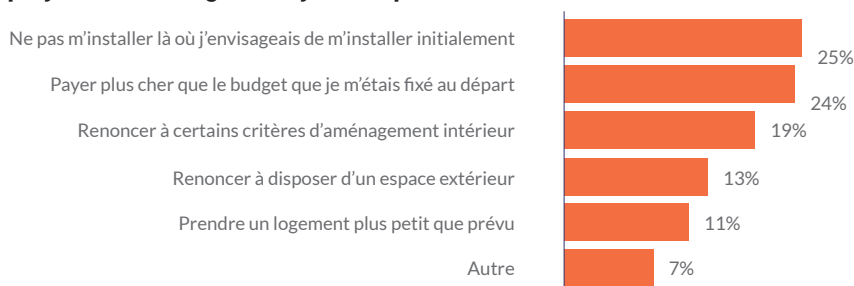 Ne pas m’installer là où j’envisageais de m’installer initialement
25%
Payer plus cher que le budget que je m’étais fixé au départ
24%
Renoncer à certains critères d’aménagement intérieur
19%
Renoncer à disposer d’un espace extérieur
13%
Prendre un logement plus petit que prévu
11%
Autre
7%